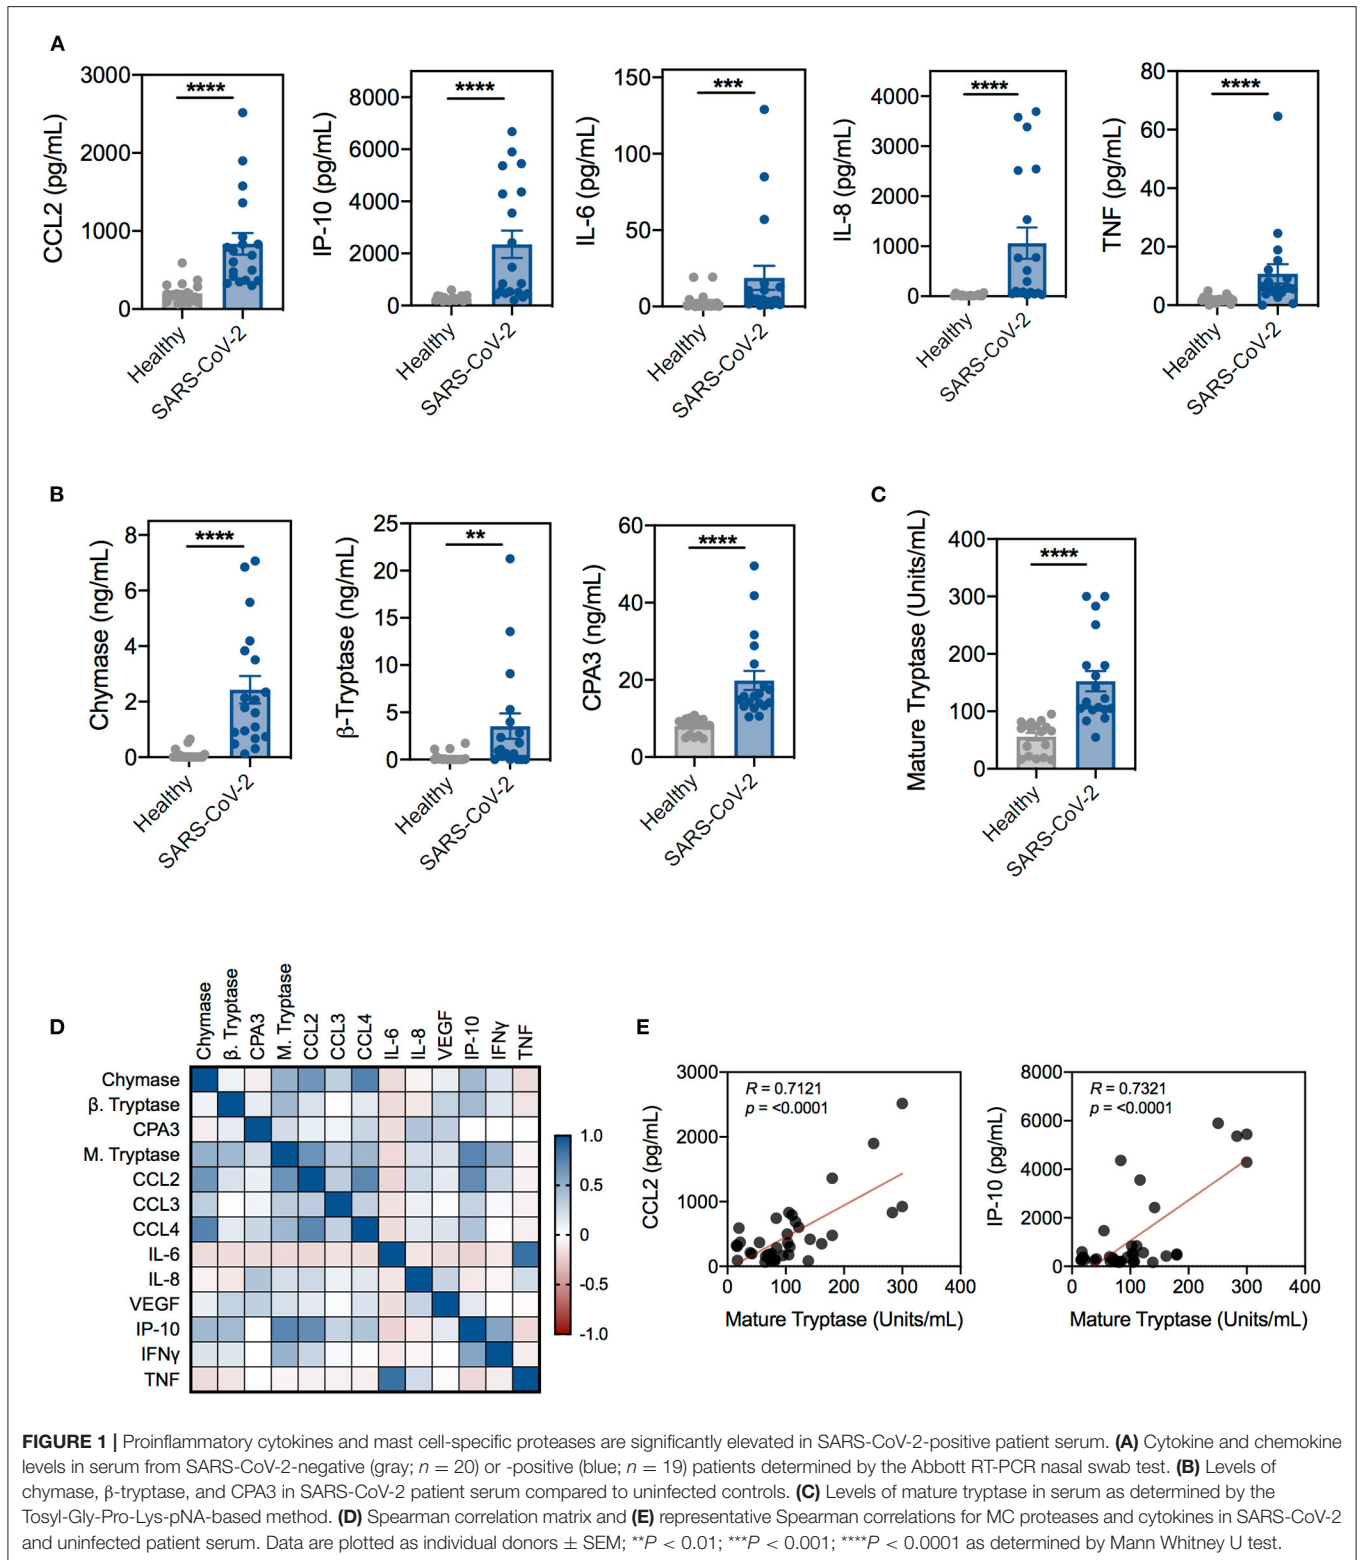 A
CCL2 (pg/mL)
3000
2000
1000
0
****
Healthy
SARS-CoV-2
IP-10 (pg/mL)
8000
6000
4000
2000
0
****
Healthy
SARS-CoV-2
IL-6 (pg/mL)
150
100
50
0
***
Healthy
SARS-CoV-2
IL-8 (pg/mL)
4000
3000
2000
1000
0
****
Healthy
SARS-CoV-2
TNF (pg/mL)
80
60
40
20
0
****
Healthy
SARS-CoV-2
B
Chymase (ng/mL)
8
6
4
2
0
****
Healthy
SARS-CoV-2
β-Tryptase (ng/mL)
25
20
15
10
5
0
**
Healthy
SARS-CoV-2
CPA3 (ng/mL)
60
40
20
0
****
Healthy
SARS-CoV-2
C
Mature Tryptase (Units/mL)
400
300
200
100
0
****
Healthy
SARS-CoV-2
D
Chymase
β. Tryptase
CPA3
M. Tryptase
CCL2
CCL3
CCL4
IL-6
IL-8
VEGF
IP-10
IFNγ
TNF
Chymase
β. Tryptase
CPA3
M. Tryptase
CCL2
CCL3
CCL4
IL-6
IL-8
VEGF
IP-10
IFNγ
TNF
1.0
0.5
0
-0.5
-1.0
E
CCL2 (pg/mL)
3000
2000
1000
0
R = 0.7121
p = <0.0001
0 100 200 300 400
Mature Tryptase (Units/mL)
IP-10 (pg/mL)
8000
6000
4000
2000
0
R = 0.7321
p = <0.0001
0 100 200 300 400
Mature Tryptase (Units/mL)
FIGURE 1 | Proinflammatory cytokines and mast cell-specific proteases are significantly elevated in SARS-CoV-2-positive patient serum. (A) Cytokine and chemokine
levels in serum from SARS-CoV-2-negative (gray; n = 20) or -positive (blue; n = 19) patients determined by the Abbott RT-PCR nasal swab test. (B) Levels of
chymase, β-tryptase, and CPA3 in SARS-CoV-2 patient serum compared to uninfected controls. (C) Levels of mature tryptase in serum as determined by the
Tosyl-Gly-Pro-Lys-pNA-based method. (D) Spearman correlation matrix and (E) representative Spearman correlations for MC proteases and cytokines in SARS-CoV-2
and uninfected patient serum. Data are plotted as individual donors ± SEM; **P < 0.01; ***P < 0.001; ****P < 0.0001 as determined by Mann Whitney U test.